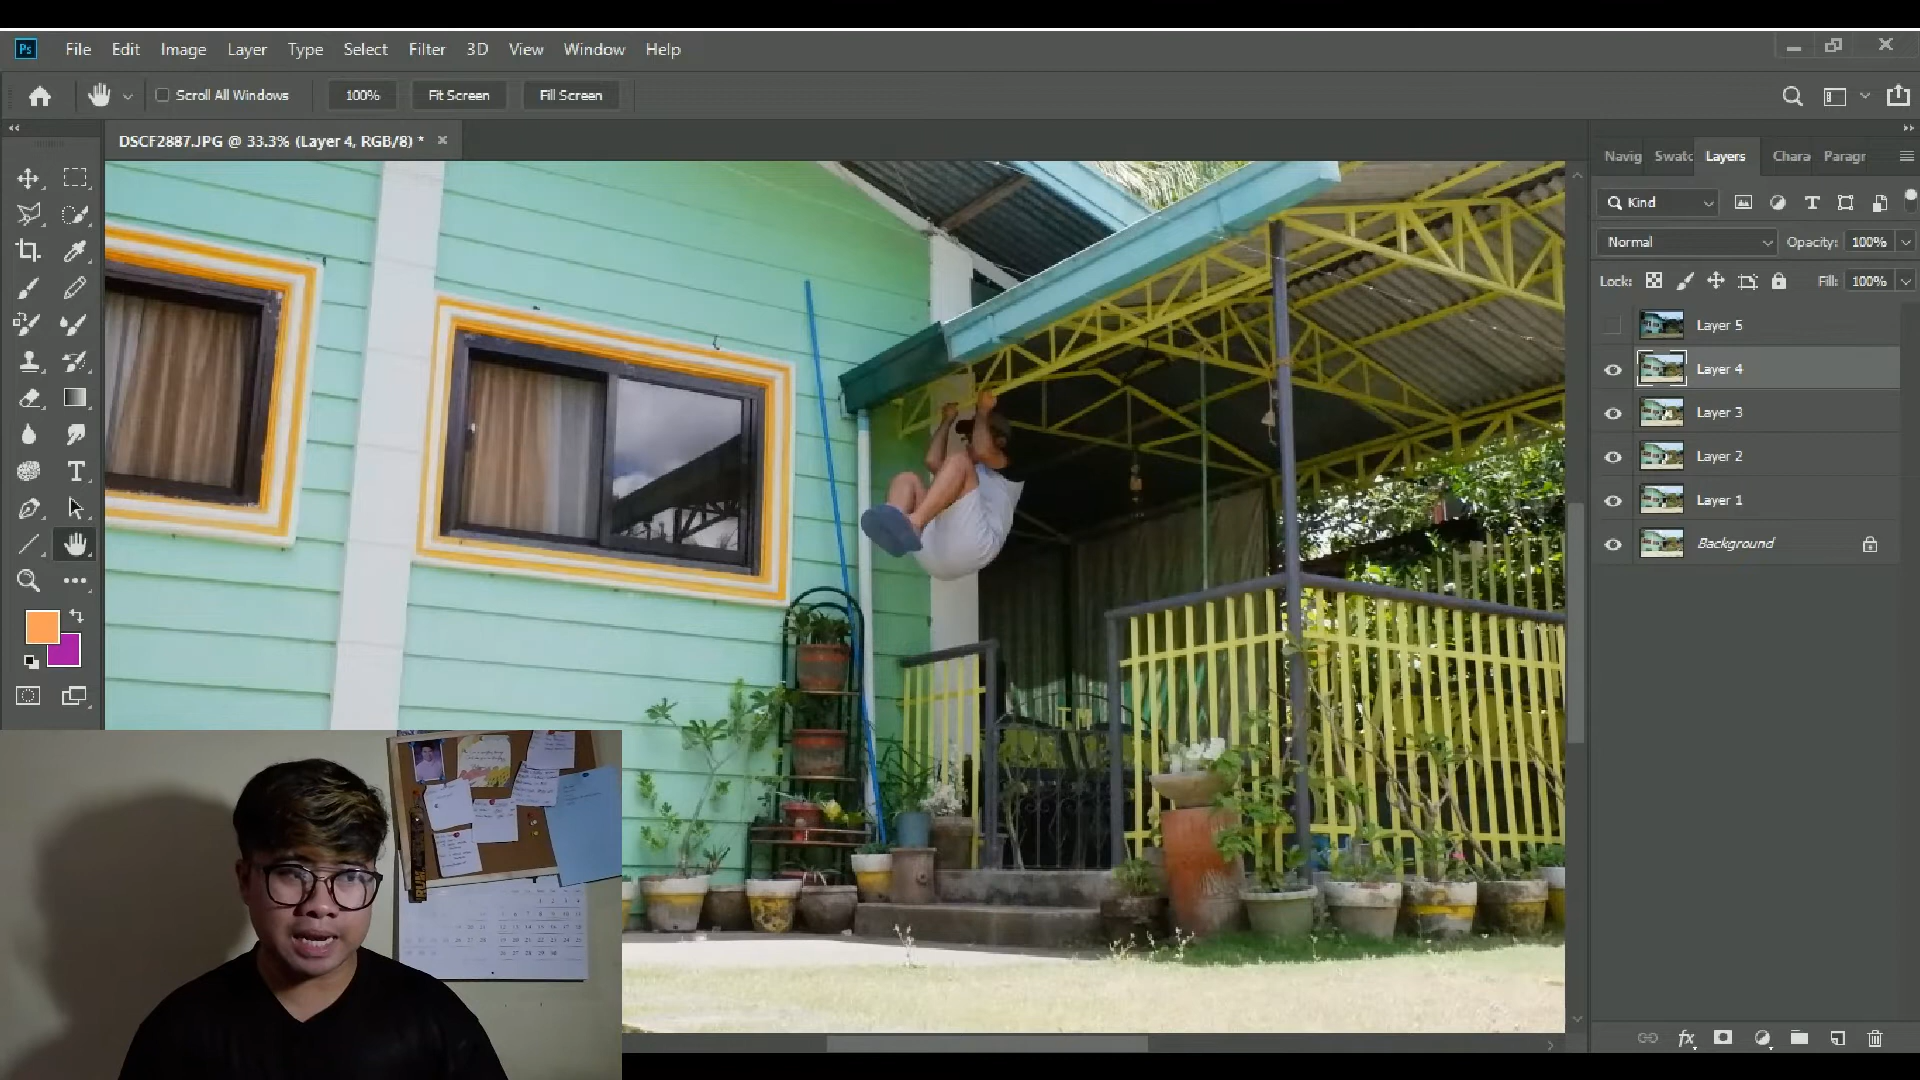 Ps File Edit Image Layer Type Select Filter 3D View Window Help
Scroll All Windows 100% Fit Screen Fill Screen
DSCF2887.JPG @ 33.3% (Layer 4, RGB/8) *
Navig Swatc Layers Chara Paragr
Kind
Normal Opacity: 100%
Lock: Fill: 100%
Layer 5
Layer 4
Layer 3
Layer 2
Layer 1
Background
fx